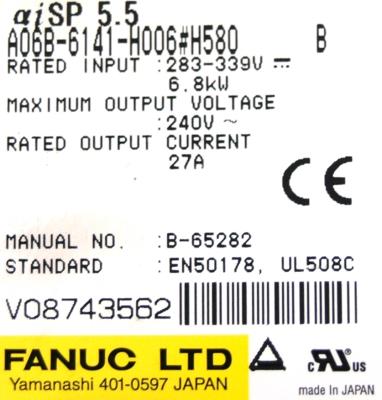 αiSP 5.5
A06B-6141-H006#H580 B
RATED INPUT :283-339V ⎓
6.8kW
MAXIMUM OUTPUT VOLTAGE
:240V ~
RATED OUTPUT CURRENT
27A
CE
MANUAL NO. :B-65282
STANDARD :EN50178, UL508C
V08743562
FANUC LTD
Yamanashi 401-0597 JAPAN
c RU us
made In JAPAN